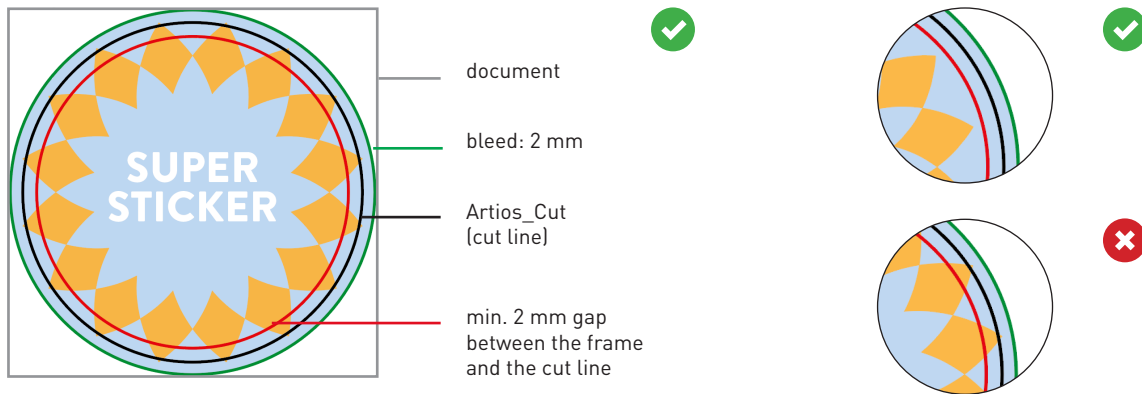 SUPER
STICKER
document
bleed: 2 mm
Artios_Cut
(cut line)
min. 2 mm gap
between the frame
and the cut line